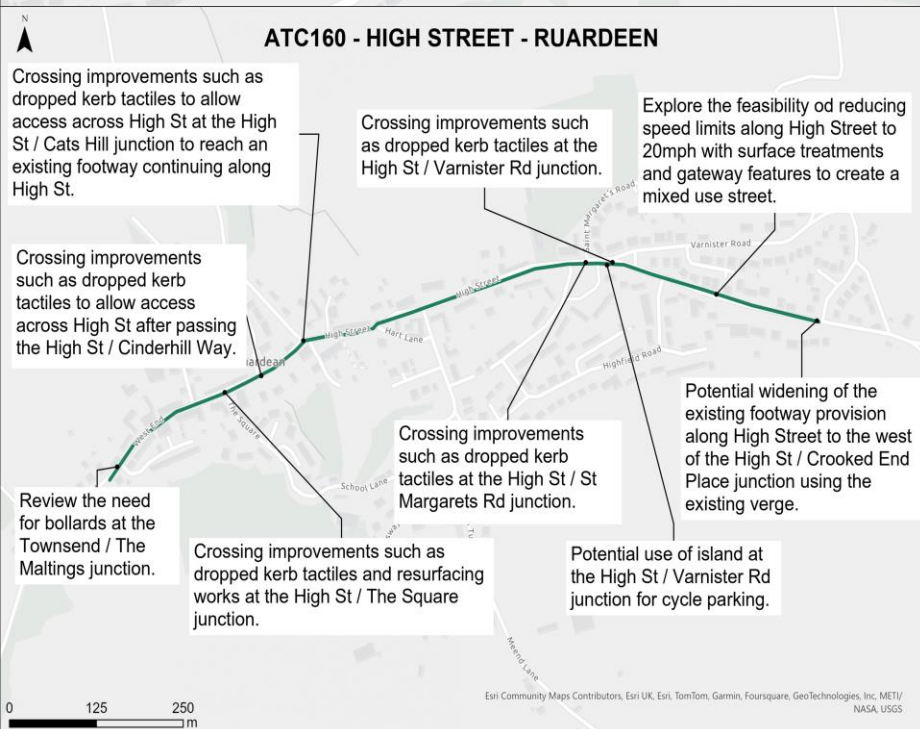 N
ATC160 - HIGH STREET - RUARDEEN
Crossing improvements such as
dropped kerb tactiles to allow
access across High St at the High
St / Cats Hill junction to reach an
existing footway continuing along
High St.
Crossing improvements such
as dropped kerb tactiles at the
High St / Varnister Rd junction.
Explore the feasibility od reducing
speed limits along High Street to
20mph with surface treatments
and gateway features to create a
mixed use street.
Crossing improvements
such as dropped kerb
tactiles to allow access
across High St after passing
the High St / Cinderhill Way.
Saint Margaret's Road
Varnister Road
High Street
High Street
Hart Lane
uardean
Highfield Road
West End
The Square
School Lane
Potential widening of the
existing footway provision
along High Street to the west
of the High St / Crooked End
Place junction using the
existing verge.
Crossing improvements
such as dropped kerb
tactiles at the High St / St
Margarets Rd junction.
Review the need
for bollards at the
Townsend / The
Maltings junction.
Crossing improvements such as
dropped kerb tactiles and resurfacing
works at the High St / The Square
junction.
Potential use of island at
the High St / Varnister Rd
junction for cycle parking.
Meend Lane
Esri Community Maps Contributors, Esri UK, Esri, TomTom, Garmin, Foursquare, GeoTechnologies, Inc, METI/
NASA, USGS
0 125 250
m